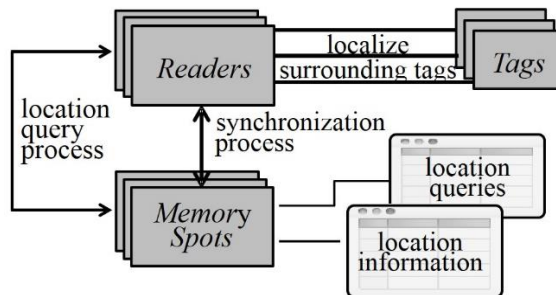 Readers
localize
surrounding tags
Tags
location
query
process
synchronization
process
Memory
Spots
location
queries
location
information